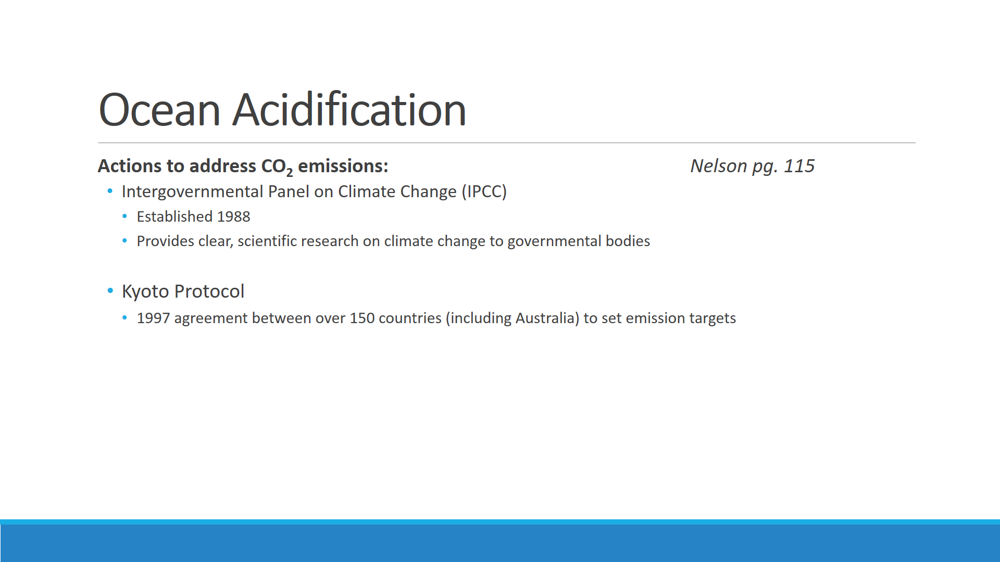 Ocean Acidification
Actions to address CO₂ emissions: Nelson pg. 115
• Intergovernmental Panel on Climate Change (IPCC)
• Established 1988
• Provides clear, scientific research on climate change to governmental bodies
• Kyoto Protocol
• 1997 agreement between over 150 countries (including Australia) to set emission targets